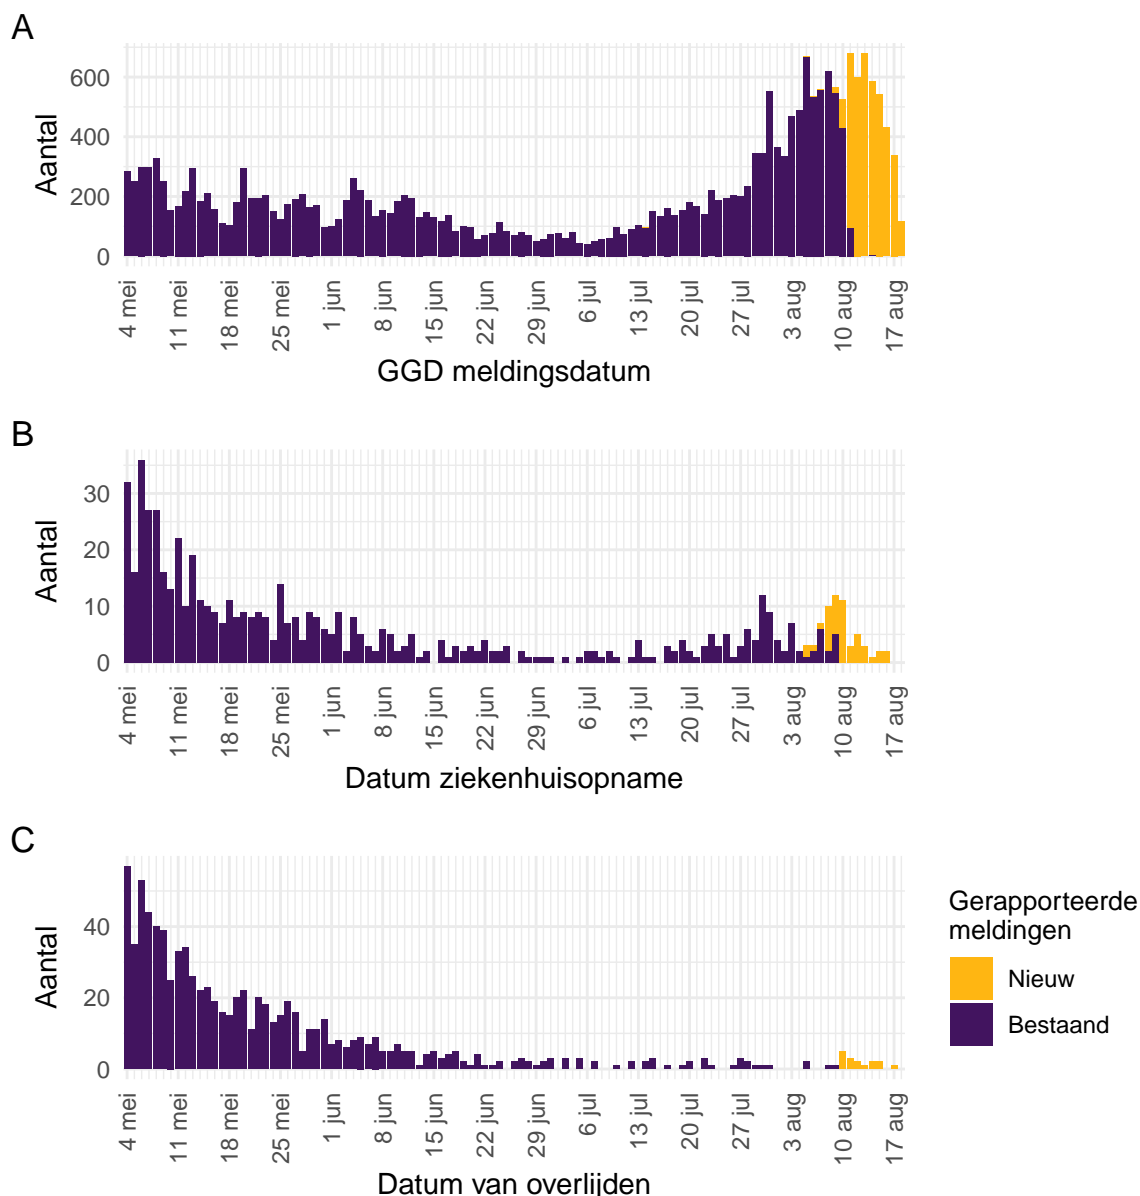 A
Aantal
600
400
200
0
4 mei
11 mei
18 mei
25 mei
1 jun
8 jun
15 jun
22 jun
29 jun
6 jul
13 jul
20 jul
27 jul
3 aug
10 aug
17 aug
GGD meldingsdatum
B
Aantal
30
20
10
0
4 mei
11 mei
18 mei
25 mei
1 jun
8 jun
15 jun
22 jun
29 jun
6 jul
13 jul
20 jul
27 jul
3 aug
10 aug
17 aug
Datum ziekenhuisopname
C
Aantal
40
20
0
4 mei
11 mei
18 mei
25 mei
1 jun
8 jun
15 jun
22 jun
29 jun
6 jul
13 jul
20 jul
27 jul
3 aug
10 aug
17 aug
Datum van overlijden
Gerapporteerde
meldingen
Nieuw
Bestaand